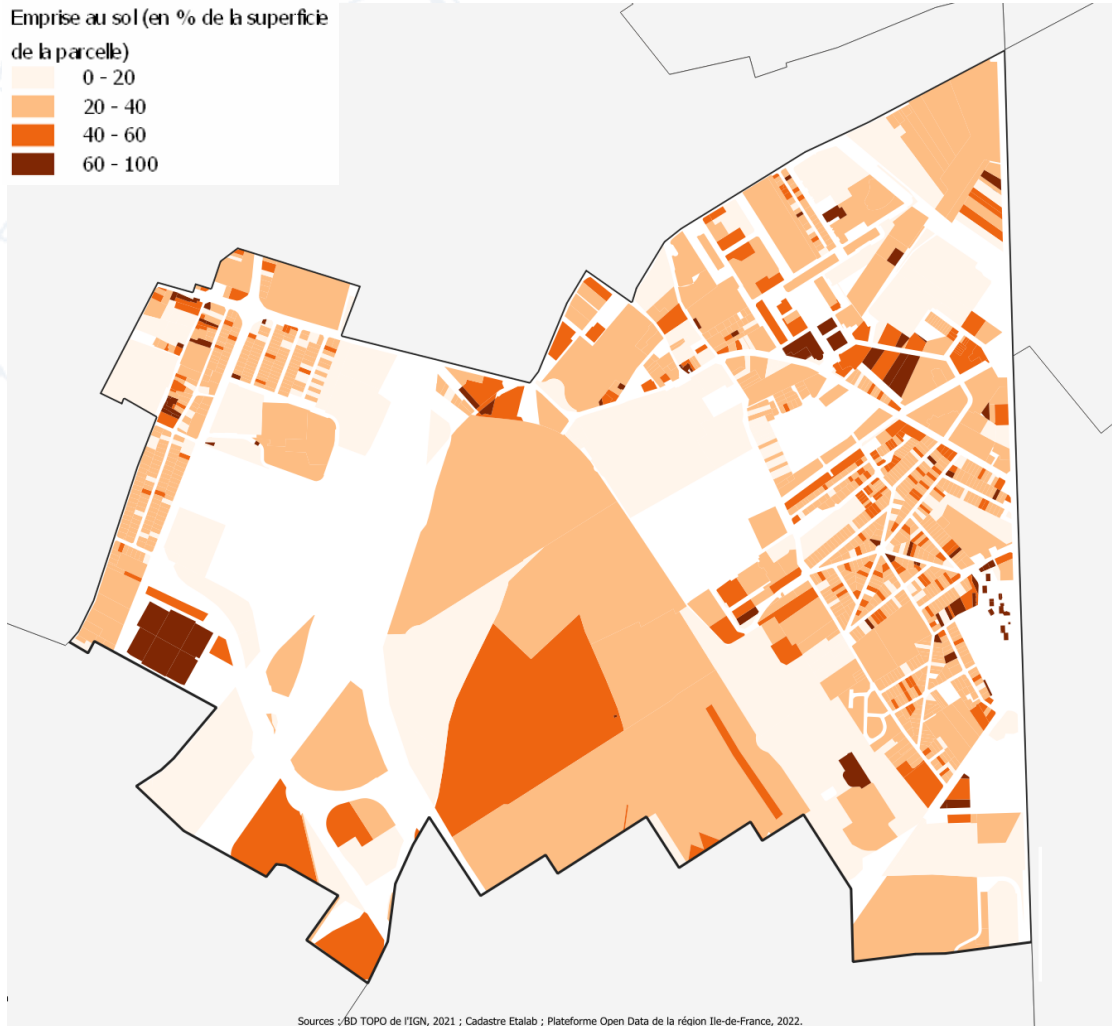 Emprise au sol (en % de la superficie
de la parcelle)
0 - 20
20 - 40
40 - 60
60 - 100
Sources : BD TOPO de l'IGN, 2021 ; Cadastre Etalab ; Plateforme Open Data de la région Ile-de-France, 2022.